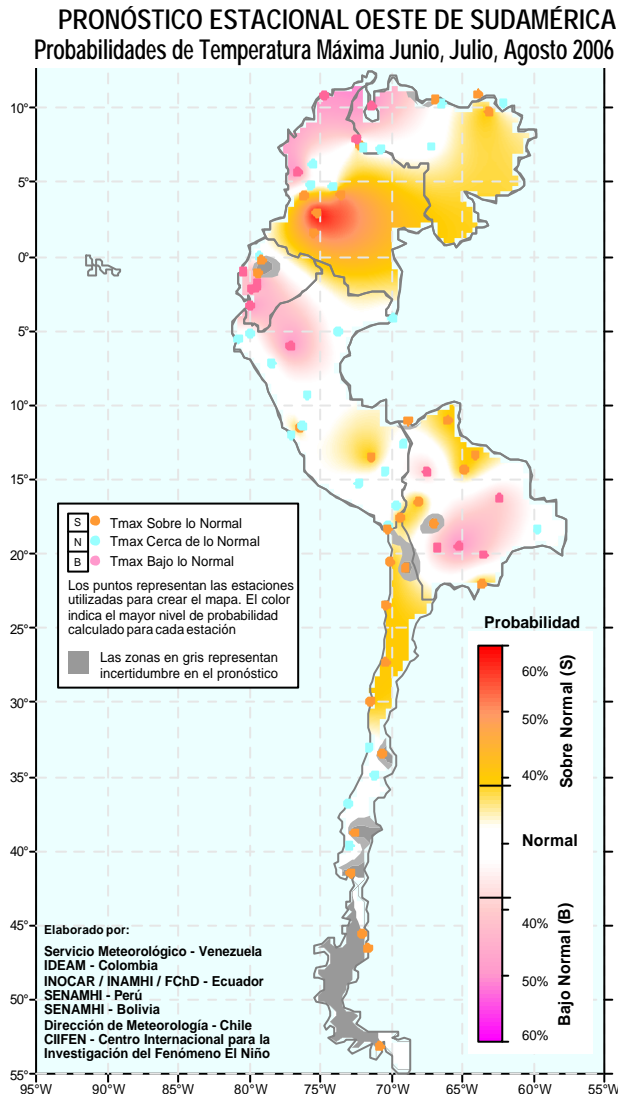 PRONÓSTICO ESTACIONAL OESTE DE SUDAMÉRICA
Probabilidades de Temperatura Máxima Junio, Julio, Agosto 2006
10°
5°
0°
5°
10°
15°
20°
25°
30°
35°
40°
45°
50°
55°
S Tmax Sobre lo Normal
N Tmax Cerca de lo Normal
B Tmax Bajo lo Normal
Los puntos representan las estaciones
utilizadas para crear el mapa. El color
indica el mayor nivel de probabilidad
calculado para cada estación
Las zonas en gris representan
incertidumbre en el pronóstico
Probabilidad
60%
50%
40%
Sobre Normal (S)
Normal
40%
50%
60%
Bajo Normal (B)
Elaborado por:
Servicio Meteorológico - Venezuela
IDEAM - Colombia
INOCAR / INAMHI / FChD - Ecuador
SENAMHI - Perú
SENAMHI - Bolivia
Dirección de Meteorología - Chile
CIIFEN - Centro Internacional para la
Investigación del Fenómeno El Niño
95°W 90°W 85°W 80°W 75°W 70°W 65°W 60°W 55°W